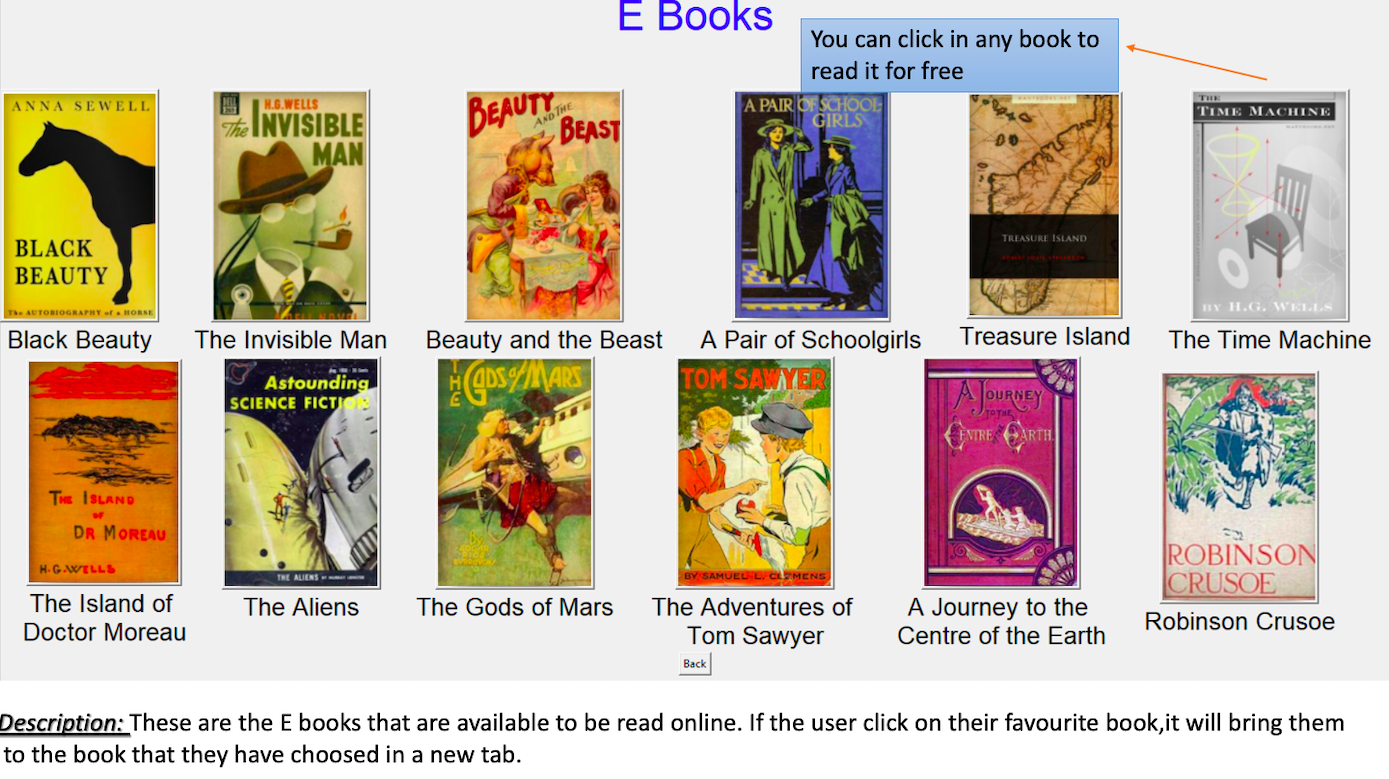 E Books
You can click in any book to
read it for free
ANNA SEWELL
BLACK
BEAUTY
The AUTOBIOGRAPHY of a HORSE
Black Beauty
H.G.WELLS
The INVISIBLE
MAN
The Invisible Man
BEAUTY
AND THE
BEAST
Beauty and the Beast
A PAIR OF SCHOOL-
GIRLS
A Pair of Schoolgirls
TREASURE ISLAND
Treasure Island
THE
TIME MACHINE
BY H.G. WELLS
The Time Machine
THE ISLAND
OF
DR MOREAU
H.G.WELLS
The Island of
Doctor Moreau
Astounding
SCIENCE FICTION
THE ALIENS
The Aliens
THE
GODS of MARS
By
The Gods of Mars
TOM SAWYER
BY SAMUEL L. CLEMENS
The Adventures of
Tom Sawyer
A JOURNEY
TO THE
CENTRE OF THE EARTH
A Journey to the
Centre of the Earth
ROBINSON
CRUSOE
Robinson Crusoe
Back
Description: These are the E books that are available to be read online. If the user click on their favourite book,it will bring them
to the book that they have choosed in a new tab.